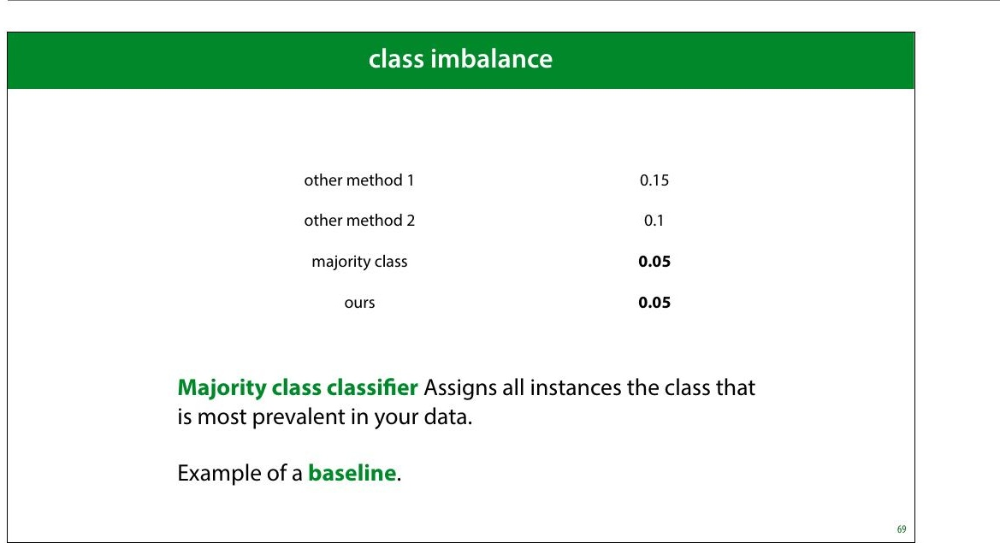 class imbalance
other method 1 0.15
other method 2 0.1
majority class 0.05
ours 0.05
Majority class classifier Assigns all instances the class that
is most prevalent in your data.
Example of a baseline.
69